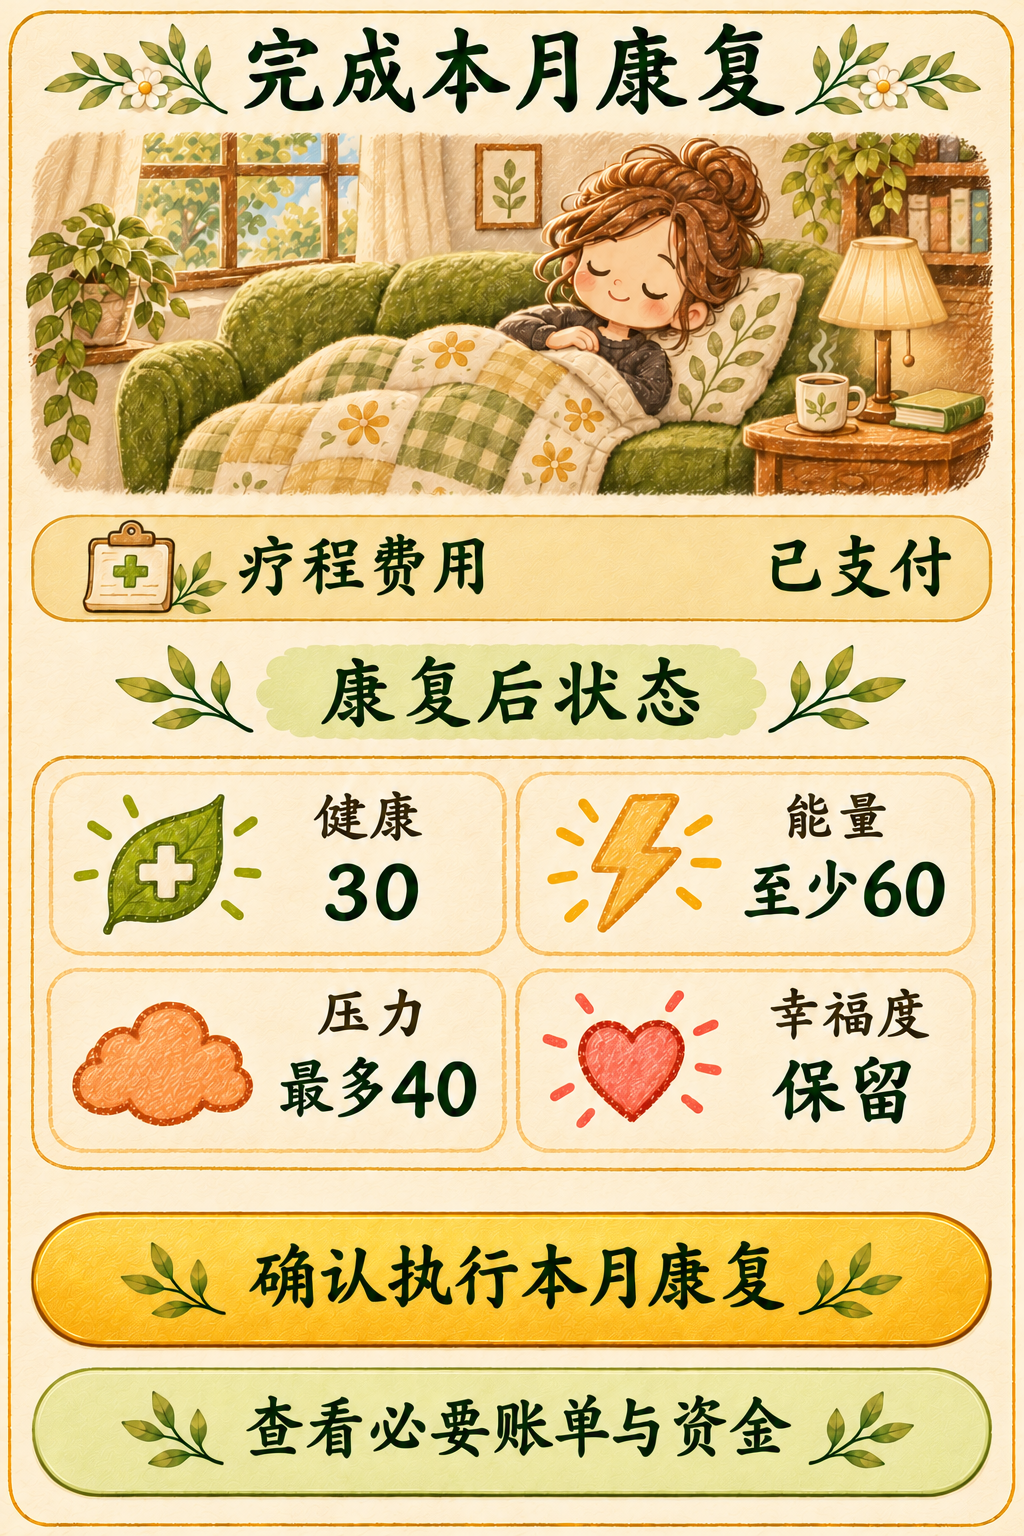 完成本月康复
疗程费用 已支付
康复后状态
健康
30
能量
至少60
压力
最多40
幸福度
保留
确认执行本月康复
查看必要账单与资金